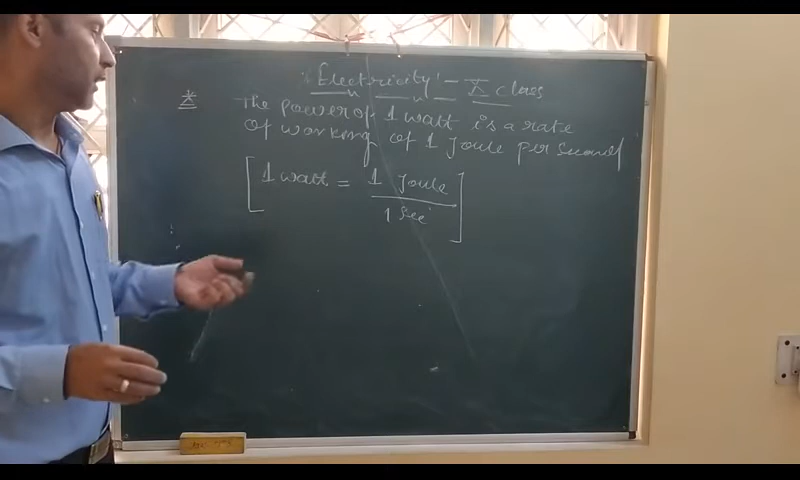 : Electricity' - X class
* The power of 1 watt is a rate
of working of 1 Joule per second
[1 watt = 1 Joule
1 Sec]